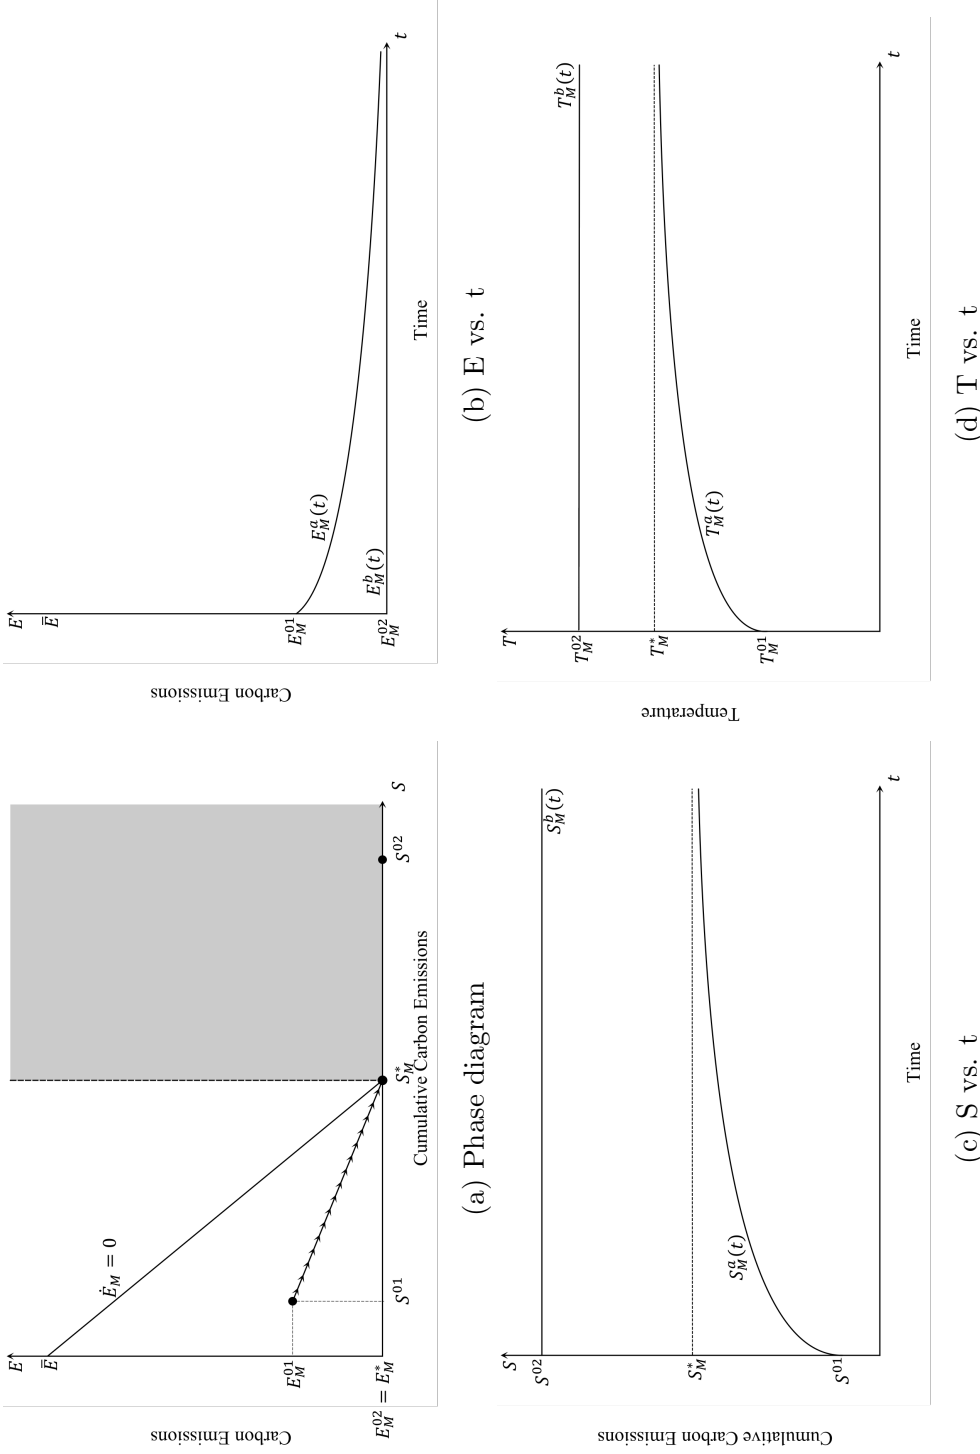 Carbon Emissions
E
Ē
Ė_M = 0
E_M^{01}
E_M^{02} = E_M^*
S^{01}
S_M^*
S^{02}
S
Cumulative Carbon Emissions
(a) Phase diagram
Carbon Emissions
E
Ē
E_M^{01}
E_M^{02}
E_M^a(t)
E_M^b(t)
t
Time
(b) E vs. t
Cumulative Carbon Emissions
S
S^{02}
S_M^*
S^{01}
S_M^b(t)
S_M^a(t)
t
Time
(c) S vs. t
Temperature
T
T_M^{02}
T_M^*
T_M^{01}
T_M^b(t)
T_M^a(t)
t
Time
(d) T vs. t